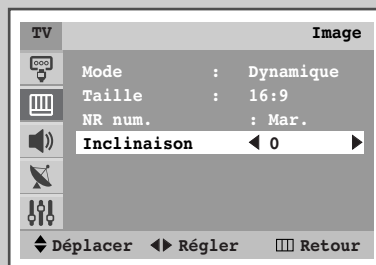 TV Image
Mode : Dynamique
Taille : 16:9
NR num. : Mar.
Inclinaison 0
Déplacer Régler Retour